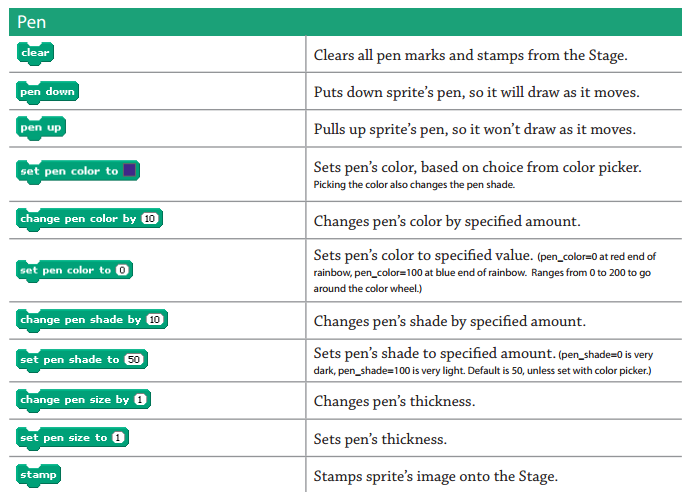 Pen
clear
Clears all pen marks and stamps from the Stage.
pen down
Puts down sprite's pen, so it will draw as it moves.
pen up
Pulls up sprite's pen, so it won't draw as it moves.
set pen color to
Sets pen's color, based on choice from color picker.
Picking the color also changes the pen shade.
change pen color by 10
Changes pen's color by specified amount.
set pen color to 0
Sets pen's color to specified value. (pen_color=0 at red end of
rainbow, pen_color=100 at blue end of rainbow. Ranges from 0 to 200 to go
around the color wheel.)
change pen shade by 10
Changes pen's shade by specified amount.
set pen shade to 50
Sets pen's shade to specified amount. (pen_shade=0 is very
dark, pen_shade=100 is very light. Default is 50, unless set with color picker.)
change pen size by 1
Changes pen's thickness.
set pen size to 1
Sets pen's thickness.
stamp
Stamps sprite's image onto the Stage.